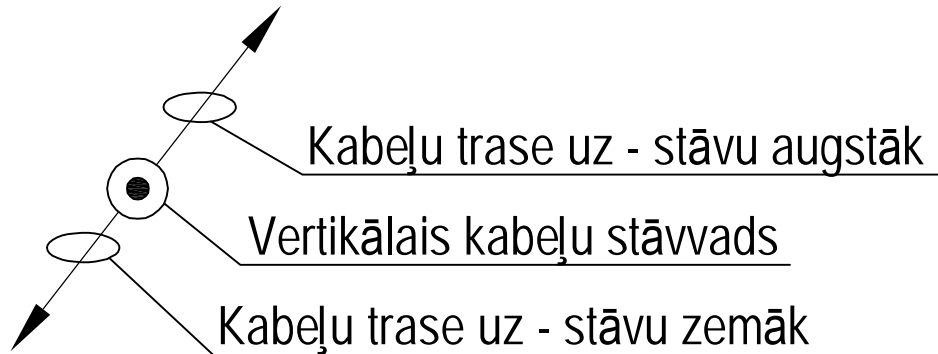 Kabeļu trase uz - stāvu augstāk
Vertikālais kabeļu stāvvads
Kabeļu trase uz - stāvu zemāk